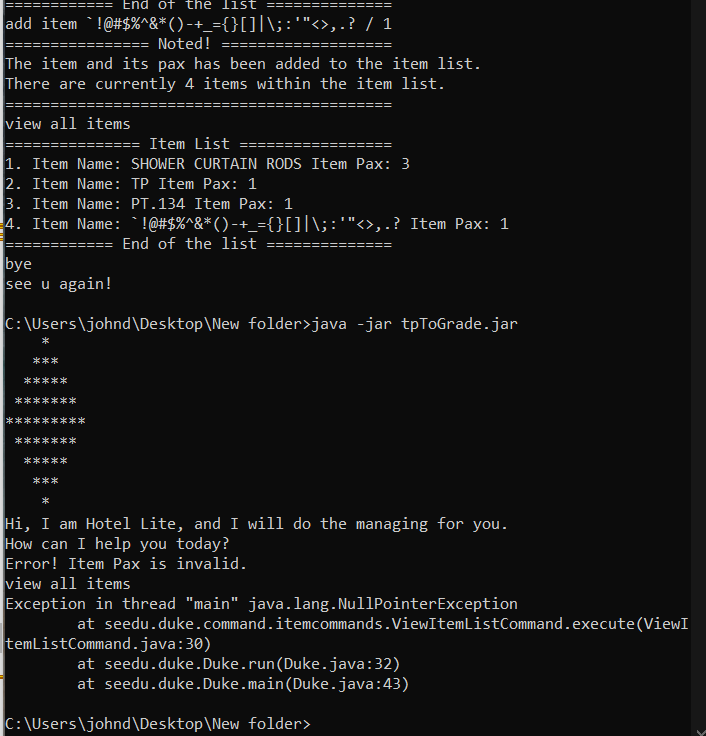 ============ End of the list ==============
add item `!@#$%^&*()-+_={}[]|\;:'"<>,.? / 1
================ Noted! ===================
The item and its pax has been added to the item list.
There are currently 4 items within the item list.
===========================================
view all items
=============== Item List =================
1. Item Name: SHOWER CURTAIN RODS Item Pax: 3
2. Item Name: TP Item Pax: 1
3. Item Name: PT.134 Item Pax: 1
4. Item Name: `!@#$%^&*()-+_={}[]|\;:'"<>,.? Item Pax: 1
============ End of the list ==============
bye
see u again!
C:\Users\johnd\Desktop\New folder>java -jar tpToGrade.jar
    *
   ***
  *****
 *******
*********
 *******
  *****
   ***
    *
Hi, I am Hotel Lite, and I will do the managing for you.
How can I help you today?
Error! Item Pax is invalid.
view all items
Exception in thread "main" java.lang.NullPointerException
        at seedu.duke.command.itemcommands.ViewItemListCommand.execute(ViewI
temListCommand.java:30)
        at seedu.duke.Duke.run(Duke.java:32)
        at seedu.duke.Duke.main(Duke.java:43)
C:\Users\johnd\Desktop\New folder>